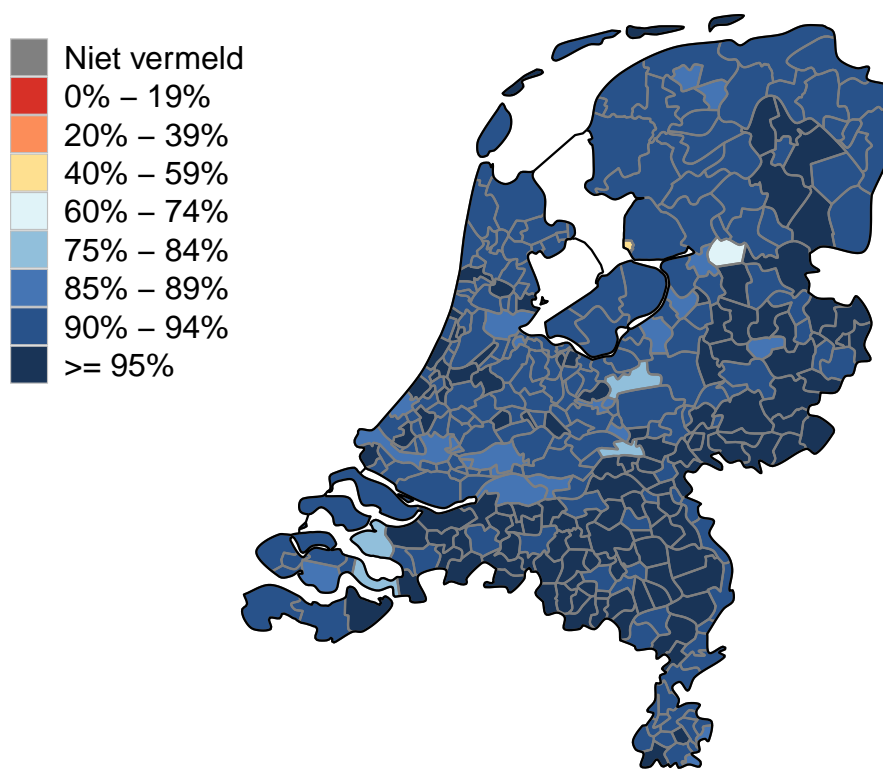 Niet vermeld
0% – 19%
20% – 39%
40% – 59%
60% – 74%
75% – 84%
85% – 89%
90% – 94%
>= 95%